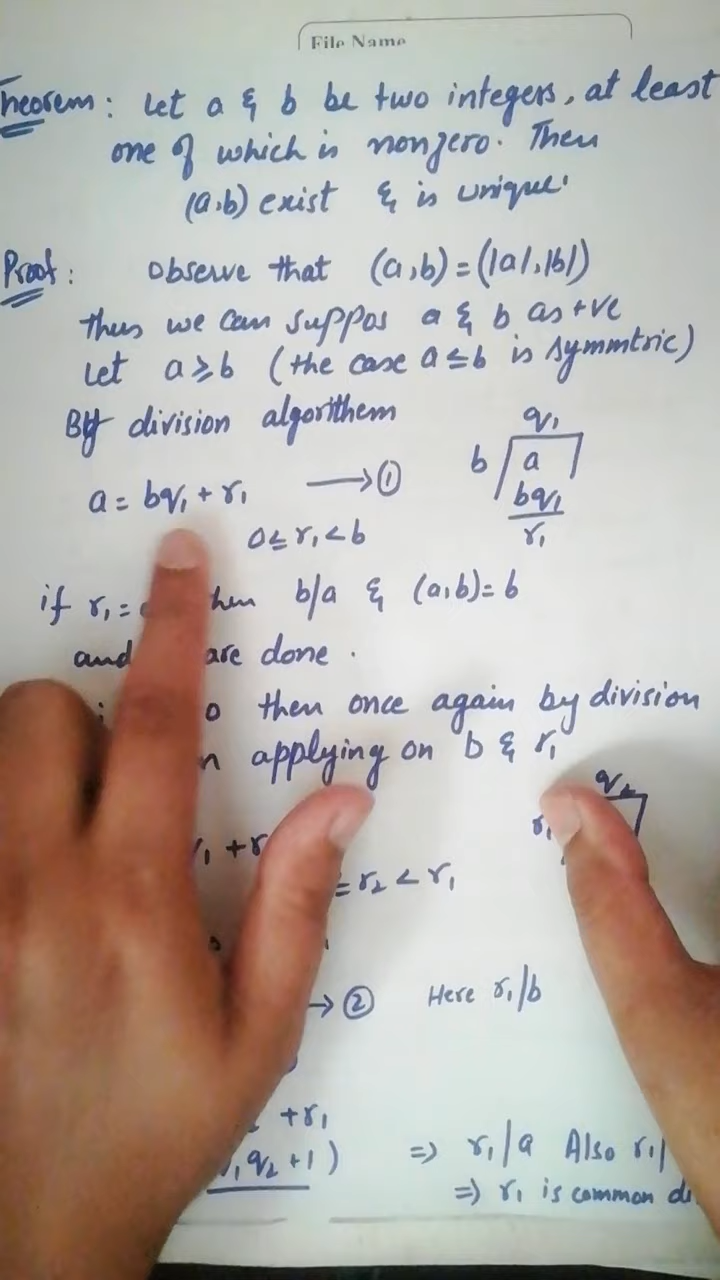 File Name
Theorem: Let a & b be two integers, at least
one of which is nonzero. Then
(a,b) exist & is unique.
Proof: Observe that (a,b)=(|a|,|b|)
thus we can suppos a & b as +ve
Let a≥b (the case a≤b is symmtric)
By division algorithem
q₁
b a
bq₁
r₁
a = bq₁ + r₁ → ①
0≤r₁<b
if r₁= then b/a & (a,b)=b
and are done.
0 then once again by division
applying on b & r₁
q₂
r₁
+r
=r₂<r₁
→ ② Here r₁/b
+r₁
q₂+1) ⇒ r₁/a Also r₁/
⇒ r₁ is common